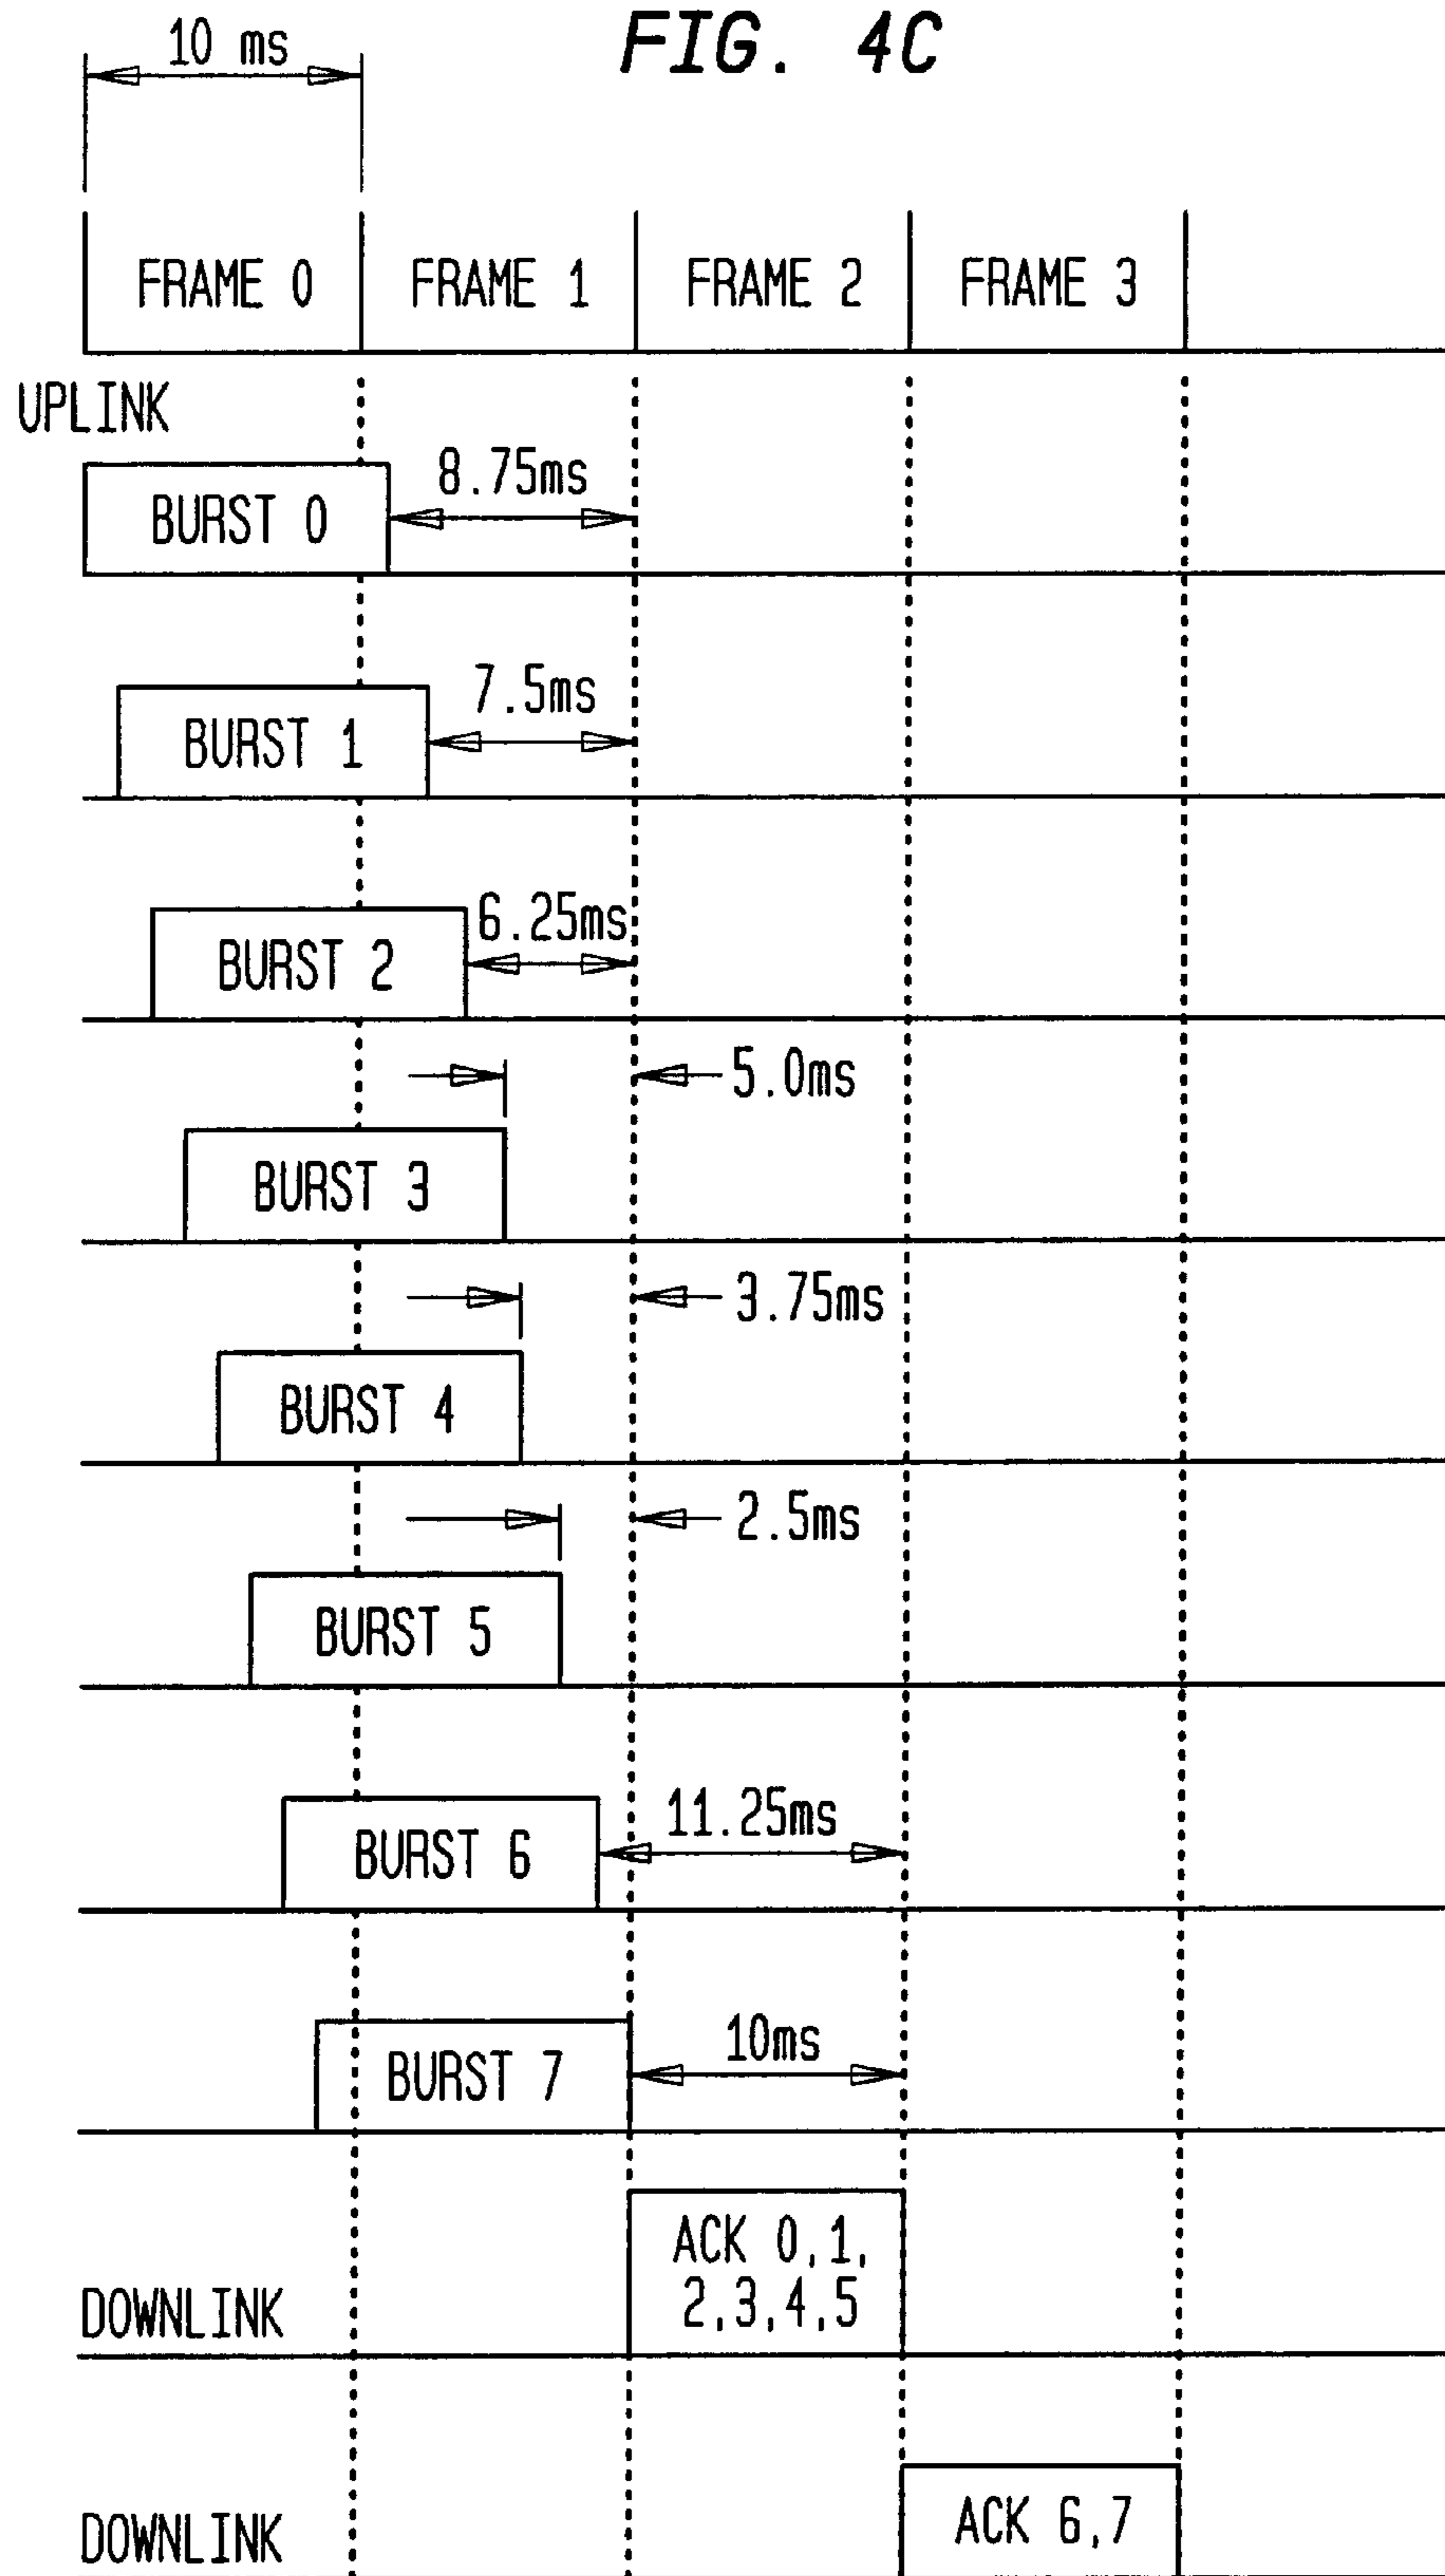 FIG. 4C
10 ms
FRAME 0 FRAME 1 FRAME 2 FRAME 3
UPLINK
8.75ms
BURST 0
7.5ms
BURST 1
6.25ms
BURST 2
5.0ms
BURST 3
3.75ms
BURST 4
2.5ms
BURST 5
11.25ms
BURST 6
10ms
BURST 7
ACK 0,1,
2,3,4,5
DOWNLINK
ACK 6,7
DOWNLINK